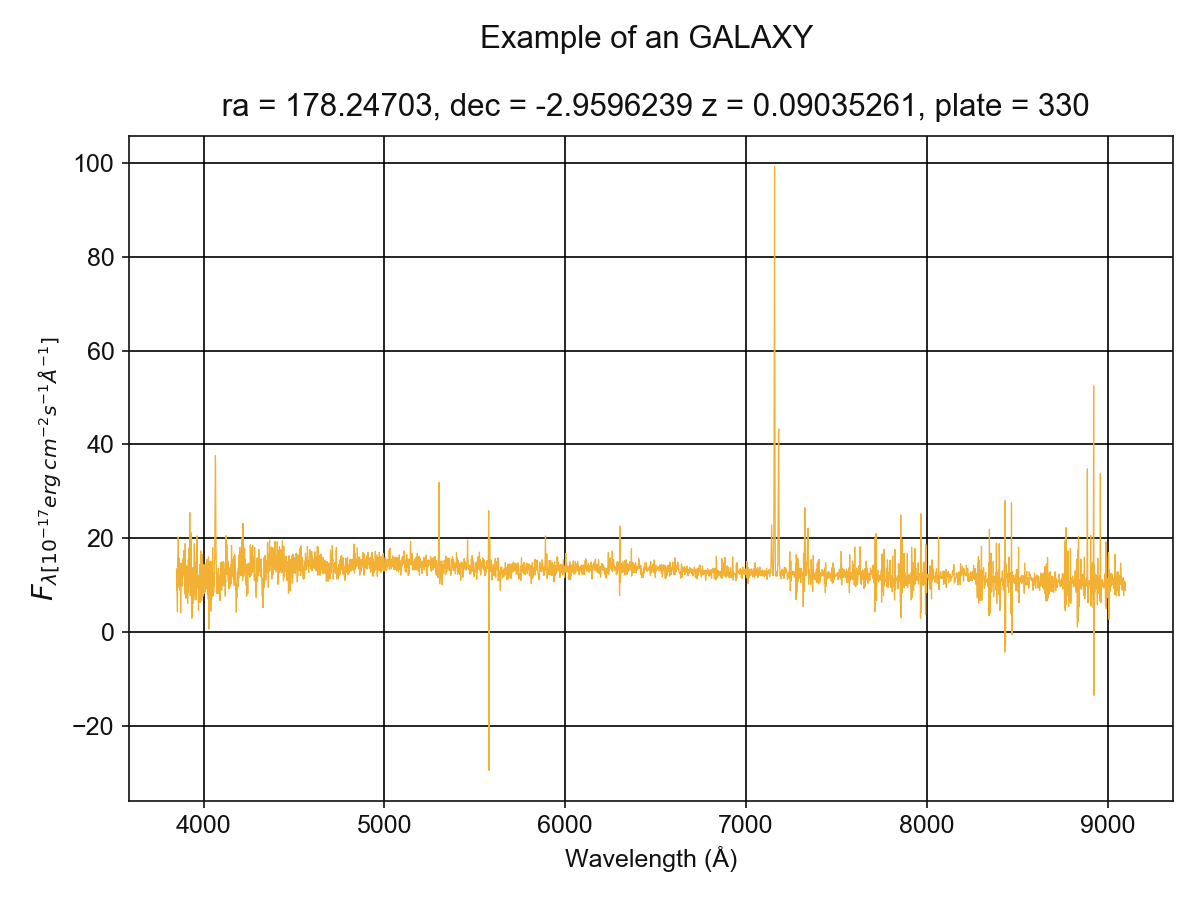 Example of an GALAXY
ra = 178.24703, dec = -2.9596239 z = 0.09035261, plate = 330
100
80
60
40
20
0
−20
F_{λ[10^{−17} erg cm^{−2} s^{−1} Å^{−1}]}
4000 5000 6000 7000 8000 9000
Wavelength (Å)